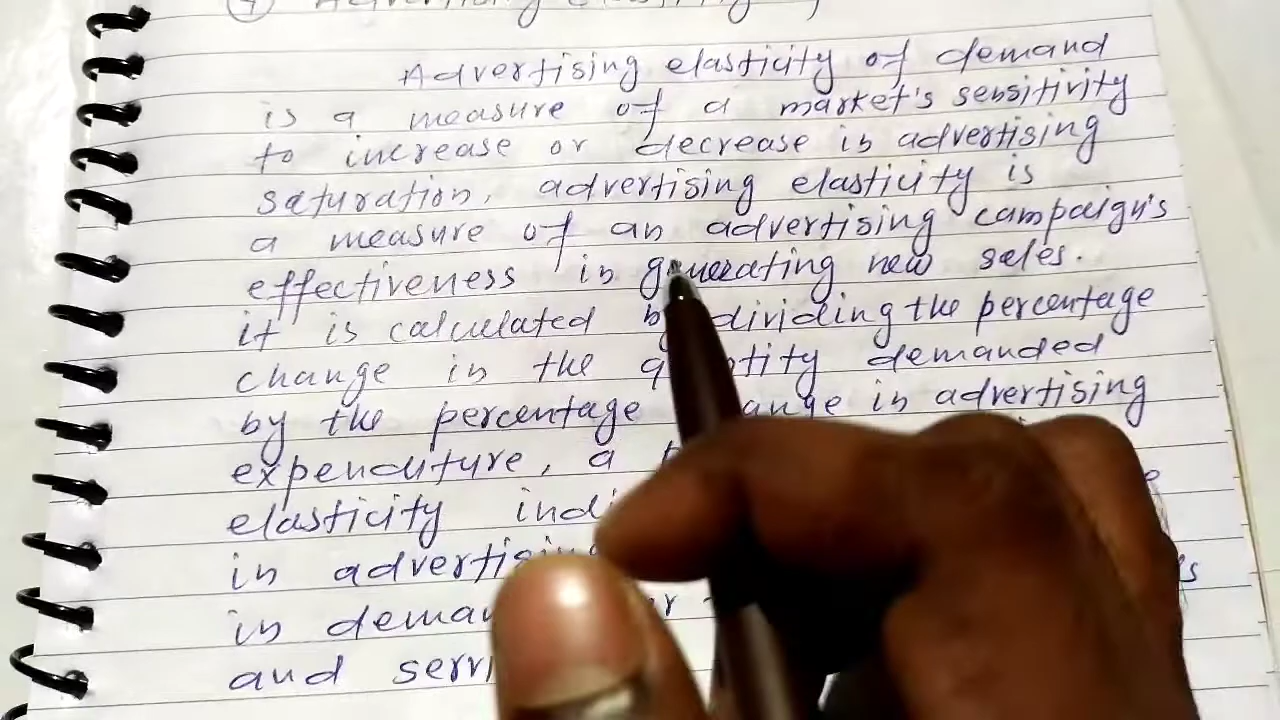 Advertising elasticity of demand
is a measure of a market's sensitivity
to increase or decrease in advertising
saturation, advertising elasticity is
a measure of an advertising campaign's
effectiveness in generating new sales.
it is calculated by dividing the percentage
change in the demanded
by the percentage in advertising
expenditure, a
elasticity
in
in
and